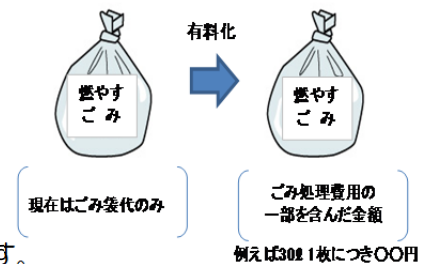 有料化
燃やす
ごみ
燃やす
ごみ
現在はごみ袋代のみ
ごみ処理費用の
一部を含んだ金額
す。
例えば30ℓ1枚につき〇〇円